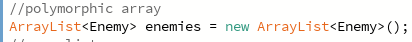 //polymorphic array
ArrayList<Enemy> enemies = new ArrayList<Enemy>();